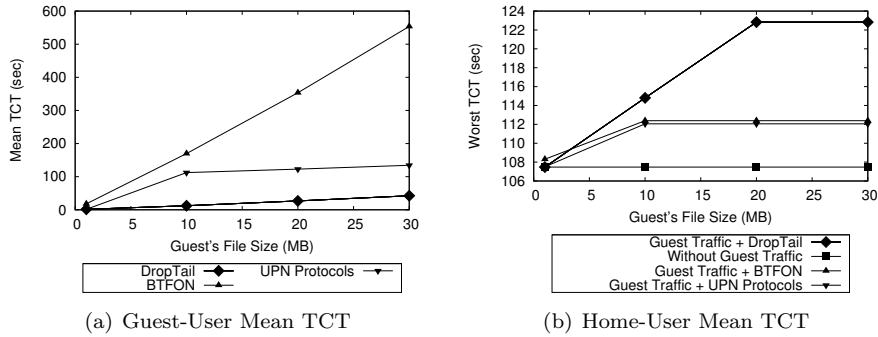 600
500
400
300
200
100
0
Mean TCT (sec)
0 5 10 15 20 25 30
Guest's File Size (MB)
DropTail UPN Protocols
BTFON
(a) Guest-User Mean TCT
124
122
120
118
116
114
112
110
108
106
Worst TCT (sec)
0 5 10 15 20 25 30
Guest's File Size (MB)
Guest Traffic + DropTail
Without Guest Traffic
Guest Traffic + BTFON
Guest Traffic + UPN Protocols
(b) Home-User Mean TCT